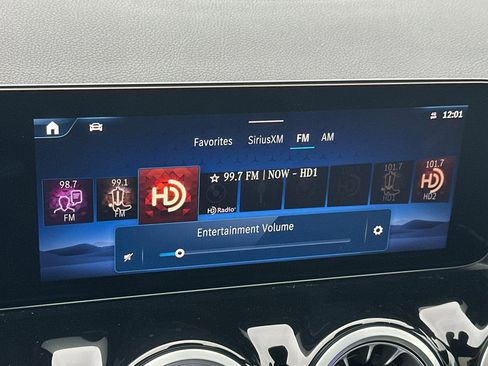 12:01
Favorites SiriusXM FM AM
98.7
FM
99.1
FM
HD
99.7 FM | NOW - HD1
HD Radio
101.7
HD1
101.7
HD
HD2
Entertainment Volume